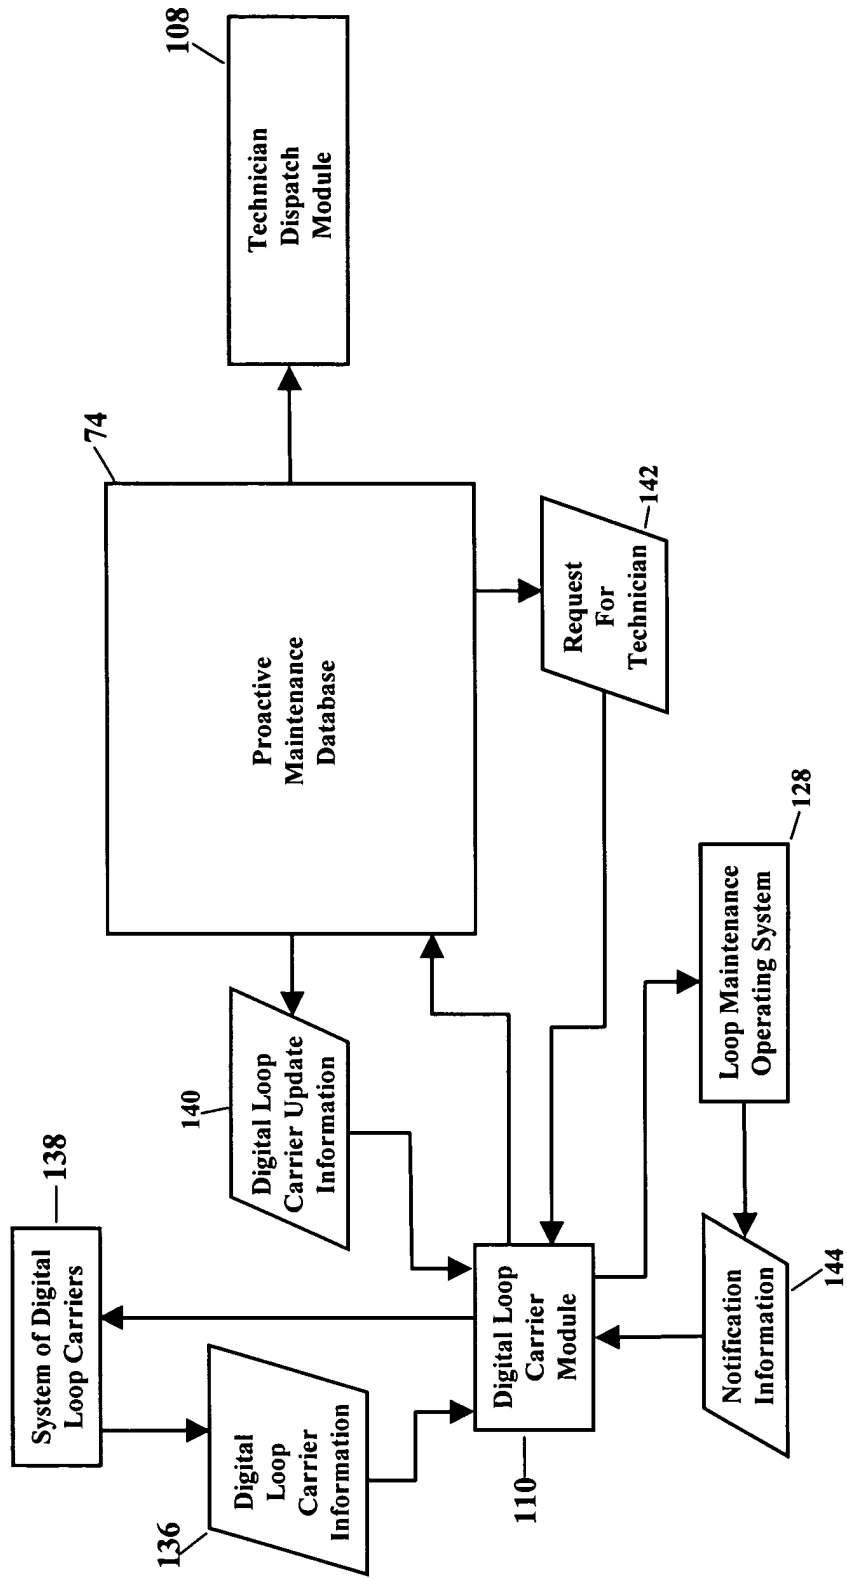 138
System of Digital
Loop Carriers
136
Digital
Loop
Carrier
Information
140
Digital Loop
Carrier Update
Information
74
Proactive
Maintenance
Database
108
Technician
Dispatch
Module
110
Digital Loop
Carrier
Module
Request
For
Technician
142
128
Loop Maintenance
Operating System
Notification
Information
144